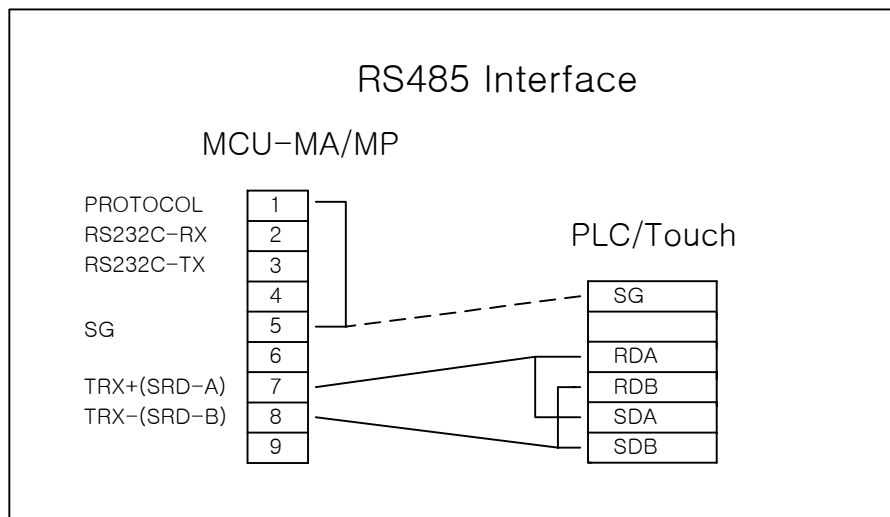 RS485 Interface
MCU-MA/MP
PLC/Touch
PROTOCOL 1
RS232C-RX 2
RS232C-TX 3
4
SG 5
6
TRX+(SRD-A) 7
TRX-(SRD-B) 8
9
SG
RDA
RDB
SDA
SDB